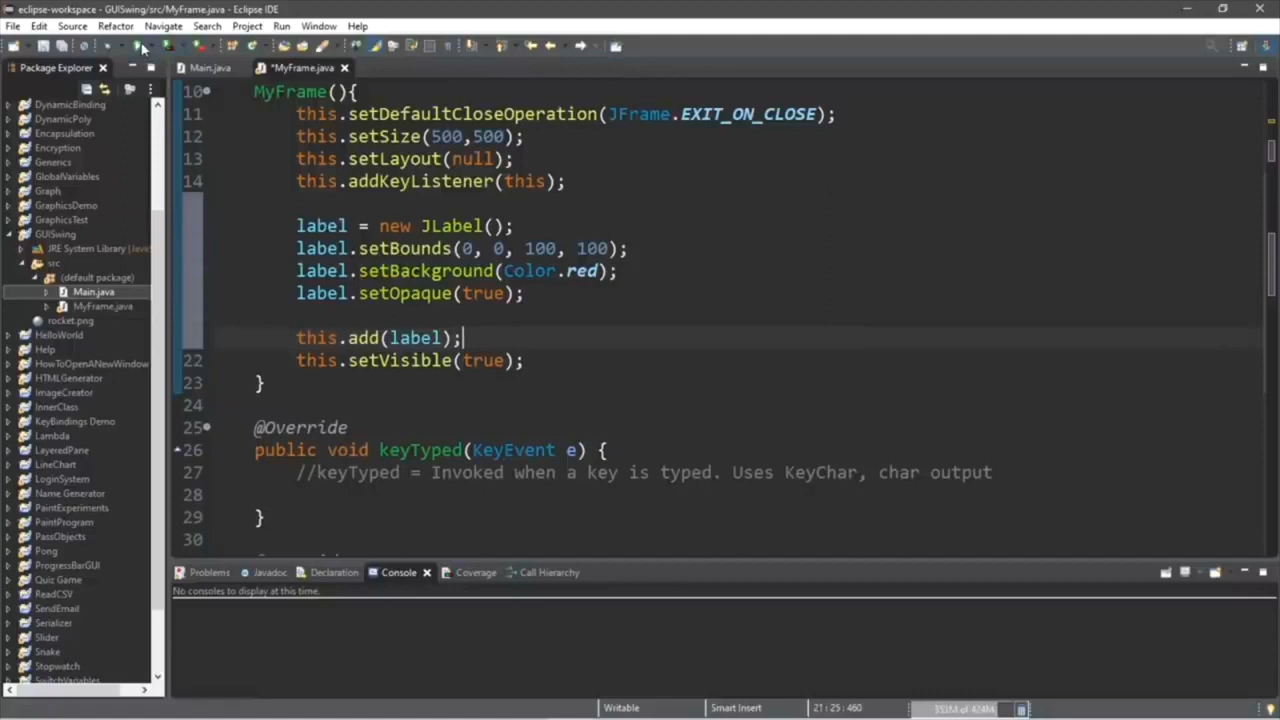 eclipse-workspace - GUISwing/src/MyFrame.java - Eclipse IDE
File Edit Source Refactor Navigate Search Project Run Window Help
Package Explorer
Main.java *MyFrame.java
DynamicBinding
DynamicPoly
Encapsulation
Encryption
Generics
GlobalVariables
Graph
GraphicsDemo
GraphicsTest
GUISwing
JRE System Library [Java
src
(default package)
Main.java
MyFrame.java
rocket.png
HelloWorld
Help
HowToOpenANewWindow
HTMLGenerator
ImageCreator
InnerClass
KeyBindings Demo
Lambda
LayeredPane
LineChart
LoginSystem
Name Generator
PaintExperiments
PaintProgram
PassObjects
Pong
ProgressBarGUI
Quiz Game
ReadCSV
SendEmail
Serializer
Slider
Snake
Stopwatch
SwitchVariables
10 MyFrame(){
11 this.setDefaultCloseOperation(JFrame.EXIT_ON_CLOSE);
12 this.setSize(500,500);
13 this.setLayout(null);
14 this.addKeyListener(this);
label = new JLabel();
label.setBounds(0, 0, 100, 100);
label.setBackground(Color.red);
label.setOpaque(true);
this.add(label);
22 this.setVisible(true);
23 }
24
25 @Override
26 public void keyTyped(KeyEvent e) {
27 //keyTyped = Invoked when a key is typed. Uses KeyChar, char output
28
29 }
30
Problems Javadoc Declaration Console Coverage Call Hierarchy
No consoles to display at this time.
Writable Smart Insert 21 : 25 : 460 353M of 424M